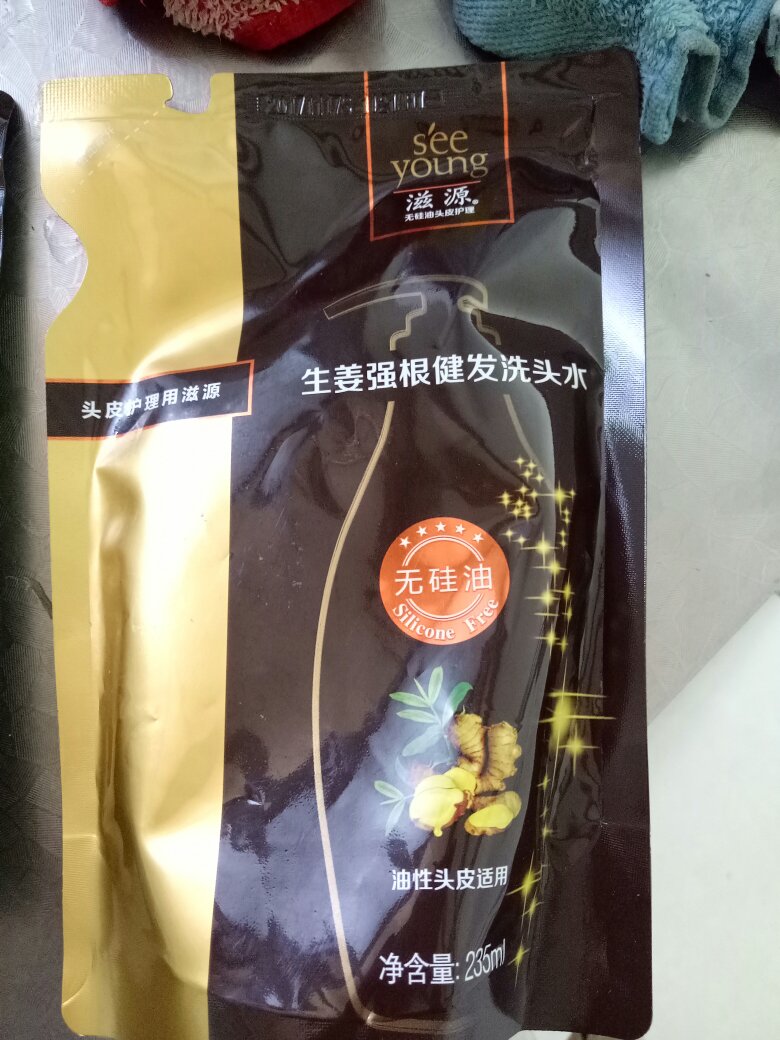 s'ee
young
滋源®
无硅油头皮护理
头皮护理用滋源
生姜强根健发洗头水
无硅油
Silicone Free
油性头皮适用
净含量: 235ml